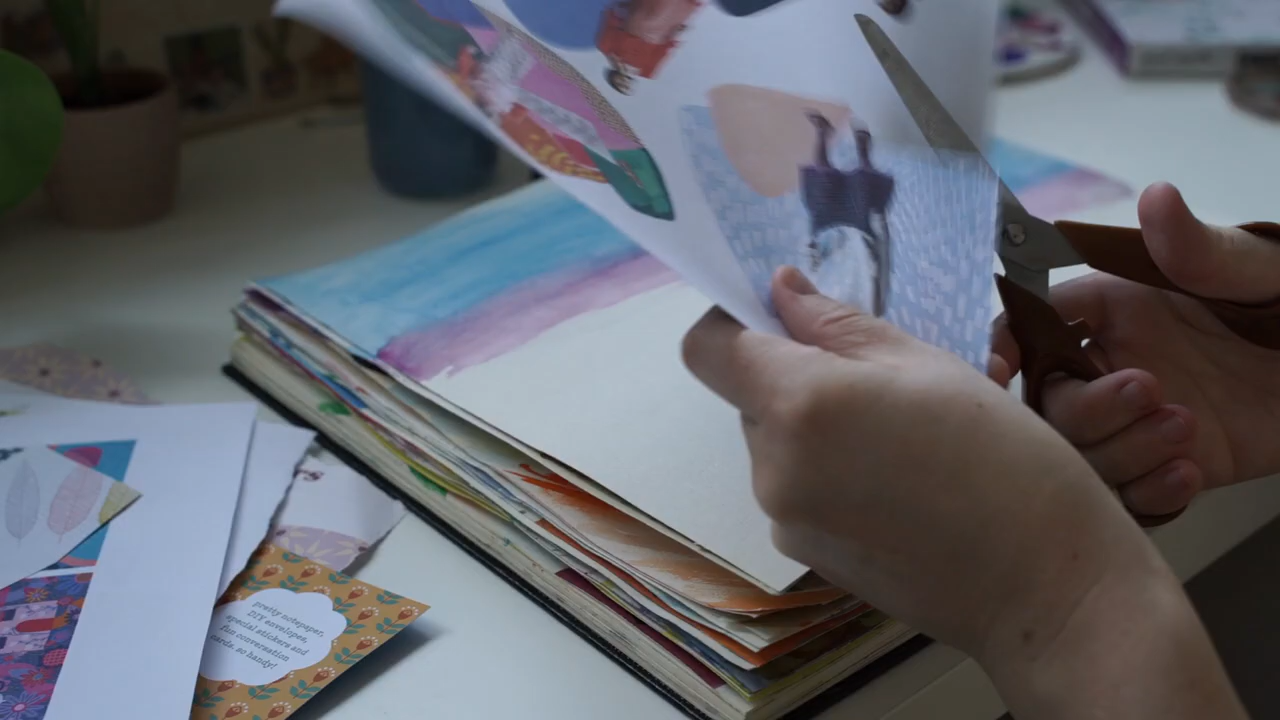 pretty notepaper,
DIY envelopes,
special stickers and
fun conversation
cards. so handy!